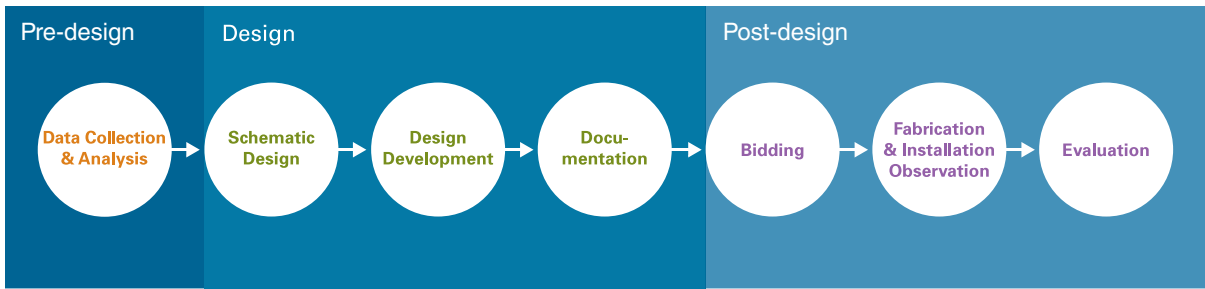 Pre-design
Design
Post-design
Data Collection
& Analysis
Schematic
Design
Design
Development
Docu-
mentation
Bidding
Fabrication
& Installation
Observation
Evaluation